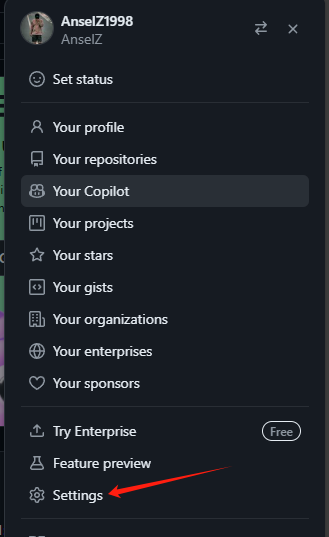 AnselZ1998
AnselZ
Set status
Your profile
Your repositories
Your Copilot
Your projects
Your stars
Your gists
Your organizations
Your enterprises
Your sponsors
Try Enterprise Free
Feature preview
Settings